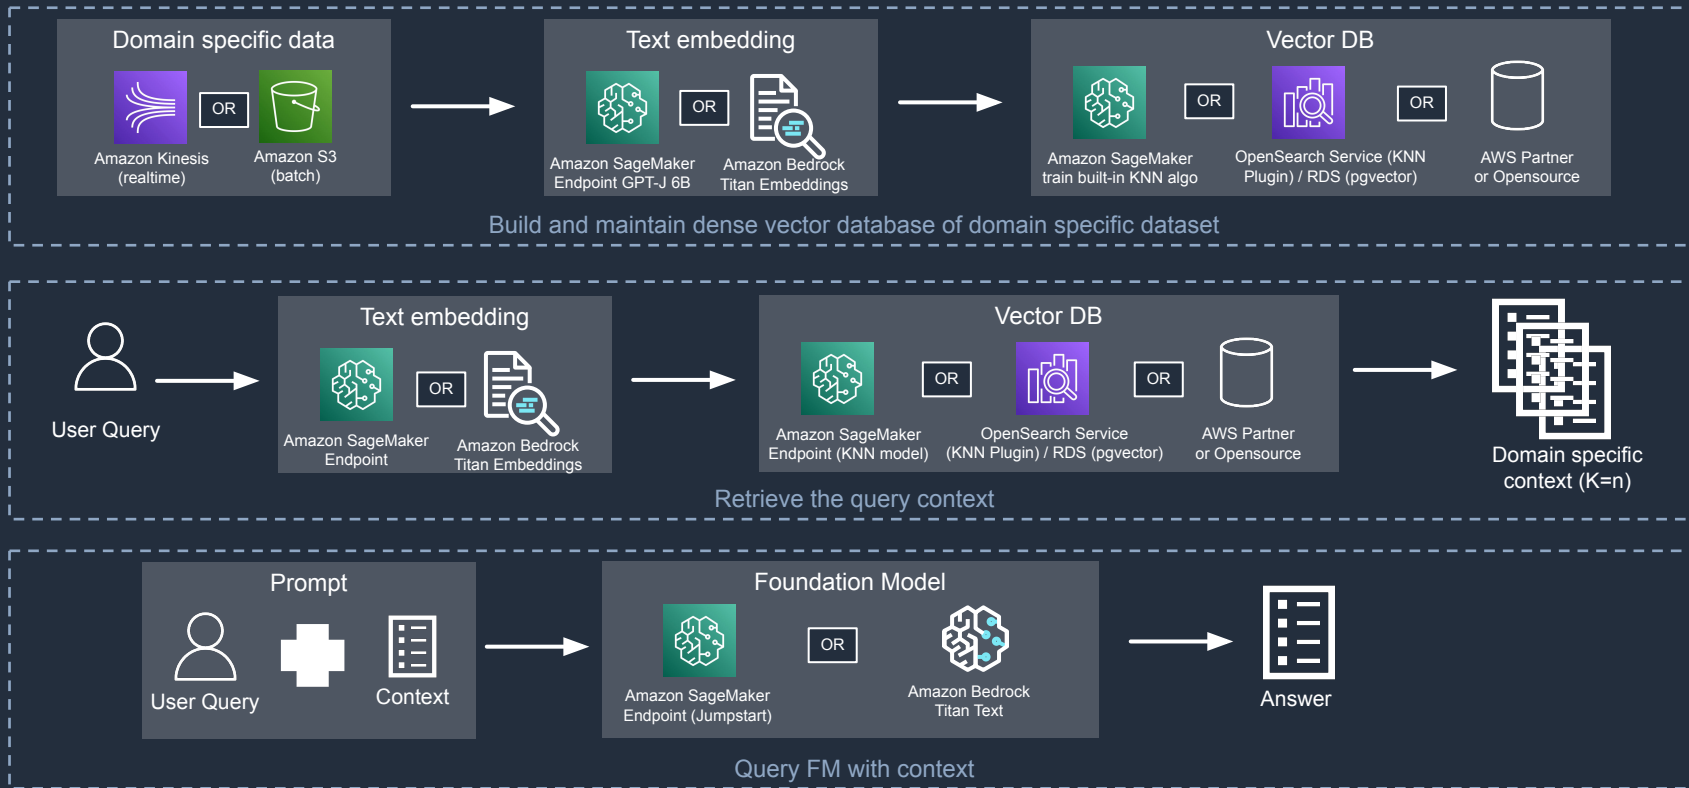 Domain specific data
OR
Amazon Kinesis
(realtime)
Amazon S3
(batch)
Text embedding
OR
Amazon SageMaker
Endpoint GPT-J 6B
Amazon Bedrock
Titan Embeddings
Vector DB
OR
OR
Amazon SageMaker
train built-in KNN algo
OpenSearch Service (KNN
Plugin) / RDS (pgvector)
AWS Partner
or Opensource
Build and maintain dense vector database of domain specific dataset
User Query
Text embedding
OR
Amazon SageMaker
Endpoint
Amazon Bedrock
Titan Embeddings
Vector DB
OR
OR
Amazon SageMaker
Endpoint (KNN model)
OpenSearch Service
(KNN Plugin) / RDS (pgvector)
AWS Partner
or Opensource
Domain specific
context (K=n)
Retrieve the query context
Prompt
User Query
Context
Foundation Model
OR
Amazon SageMaker
Endpoint (Jumpstart)
Amazon Bedrock
Titan Text
Answer
Query FM with context